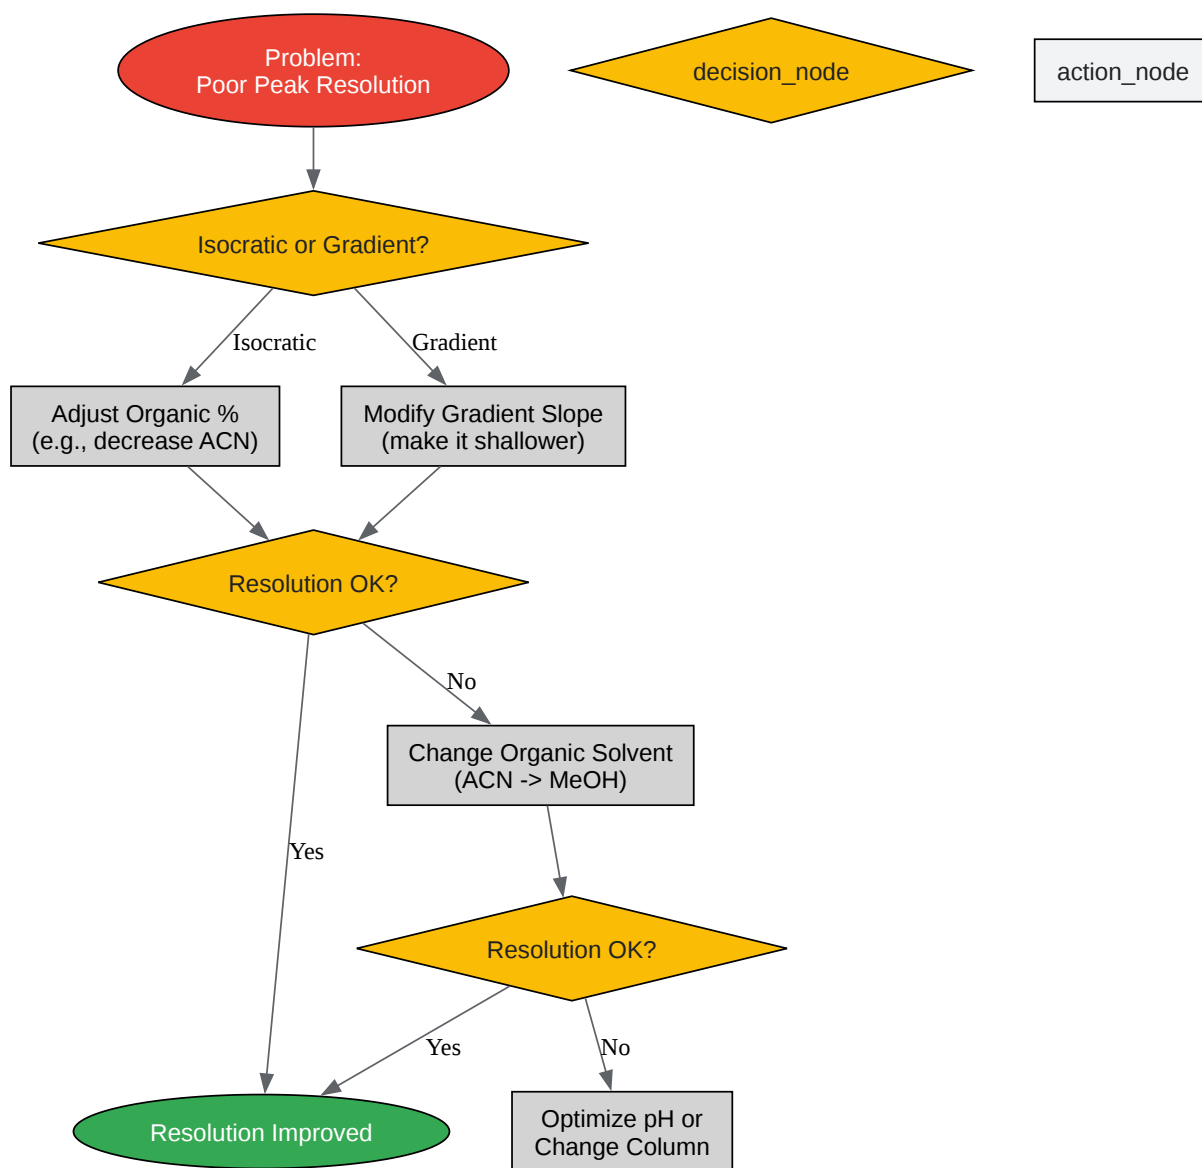 Problem:
Poor Peak Resolution
decision_node
action_node
Isocratic or Gradient?
Isocratic
Gradient
Adjust Organic %
(e.g., decrease ACN)
Modify Gradient Slope
(make it shallower)
Resolution OK?
No
Change Organic Solvent
(ACN -> MeOH)
Yes
Resolution OK?
Yes
No
Resolution Improved
Optimize pH or
Change Column